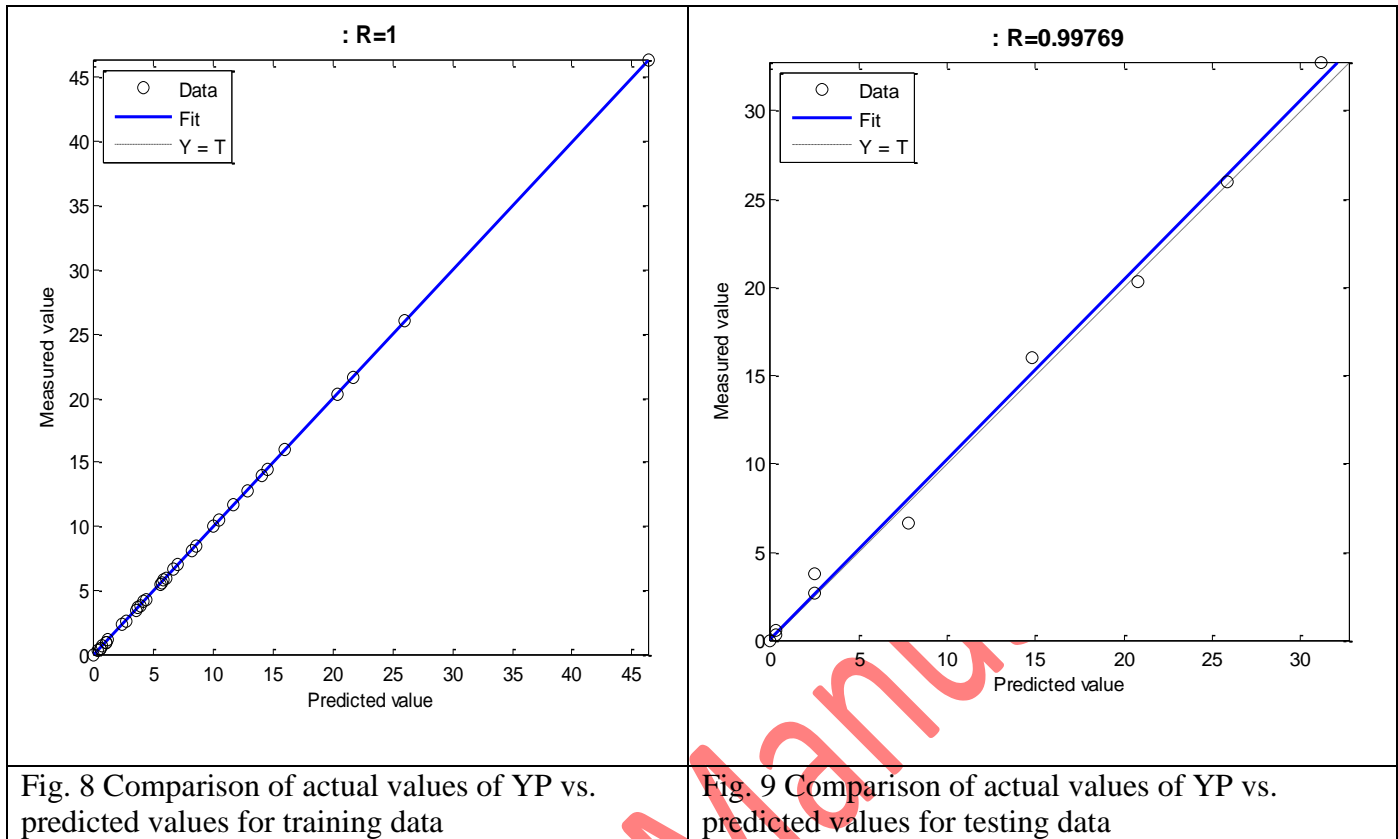 : R=1
Data
Fit
Y = T
45
40
35
30
25
20
15
10
5
0
Measured value
0 5 10 15 20 25 30 35 40 45
Predicted value
: R=0.99769
Data
Fit
Y = T
30
25
20
15
10
5
0
Measured value
0 5 10 15 20 25 30
Predicted value
Fig. 8 Comparison of actual values of YP vs.
predicted values for training data
Fig. 9 Comparison of actual values of YP vs.
predicted values for testing data